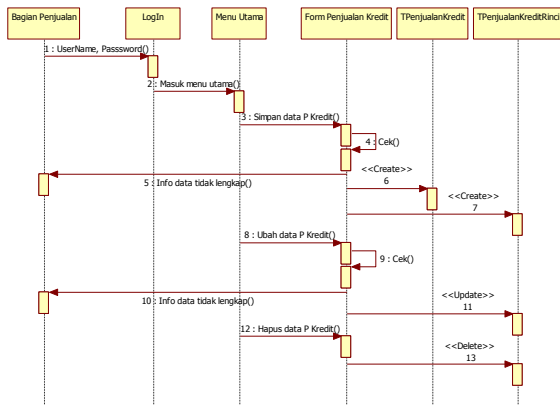 Bagian Penjualan
LogIn
Menu Utama
Form Penjualan Kredit
TPenjualanKredit
TPenjualanKreditRinci
1 : UserName, Passsword()
2 : Masuk menu utama()
3 : Simpan data P Kredit()
4 : Cek()
5 : Info data tidak lengkap()
<<Create>>
6
<<Create>>
7
8 : Ubah data P Kredit()
9 : Cek()
10 : Info data tidak lengkap()
<<Update>>
11
12 : Hapus data P Kredit()
<<Delete>>
13